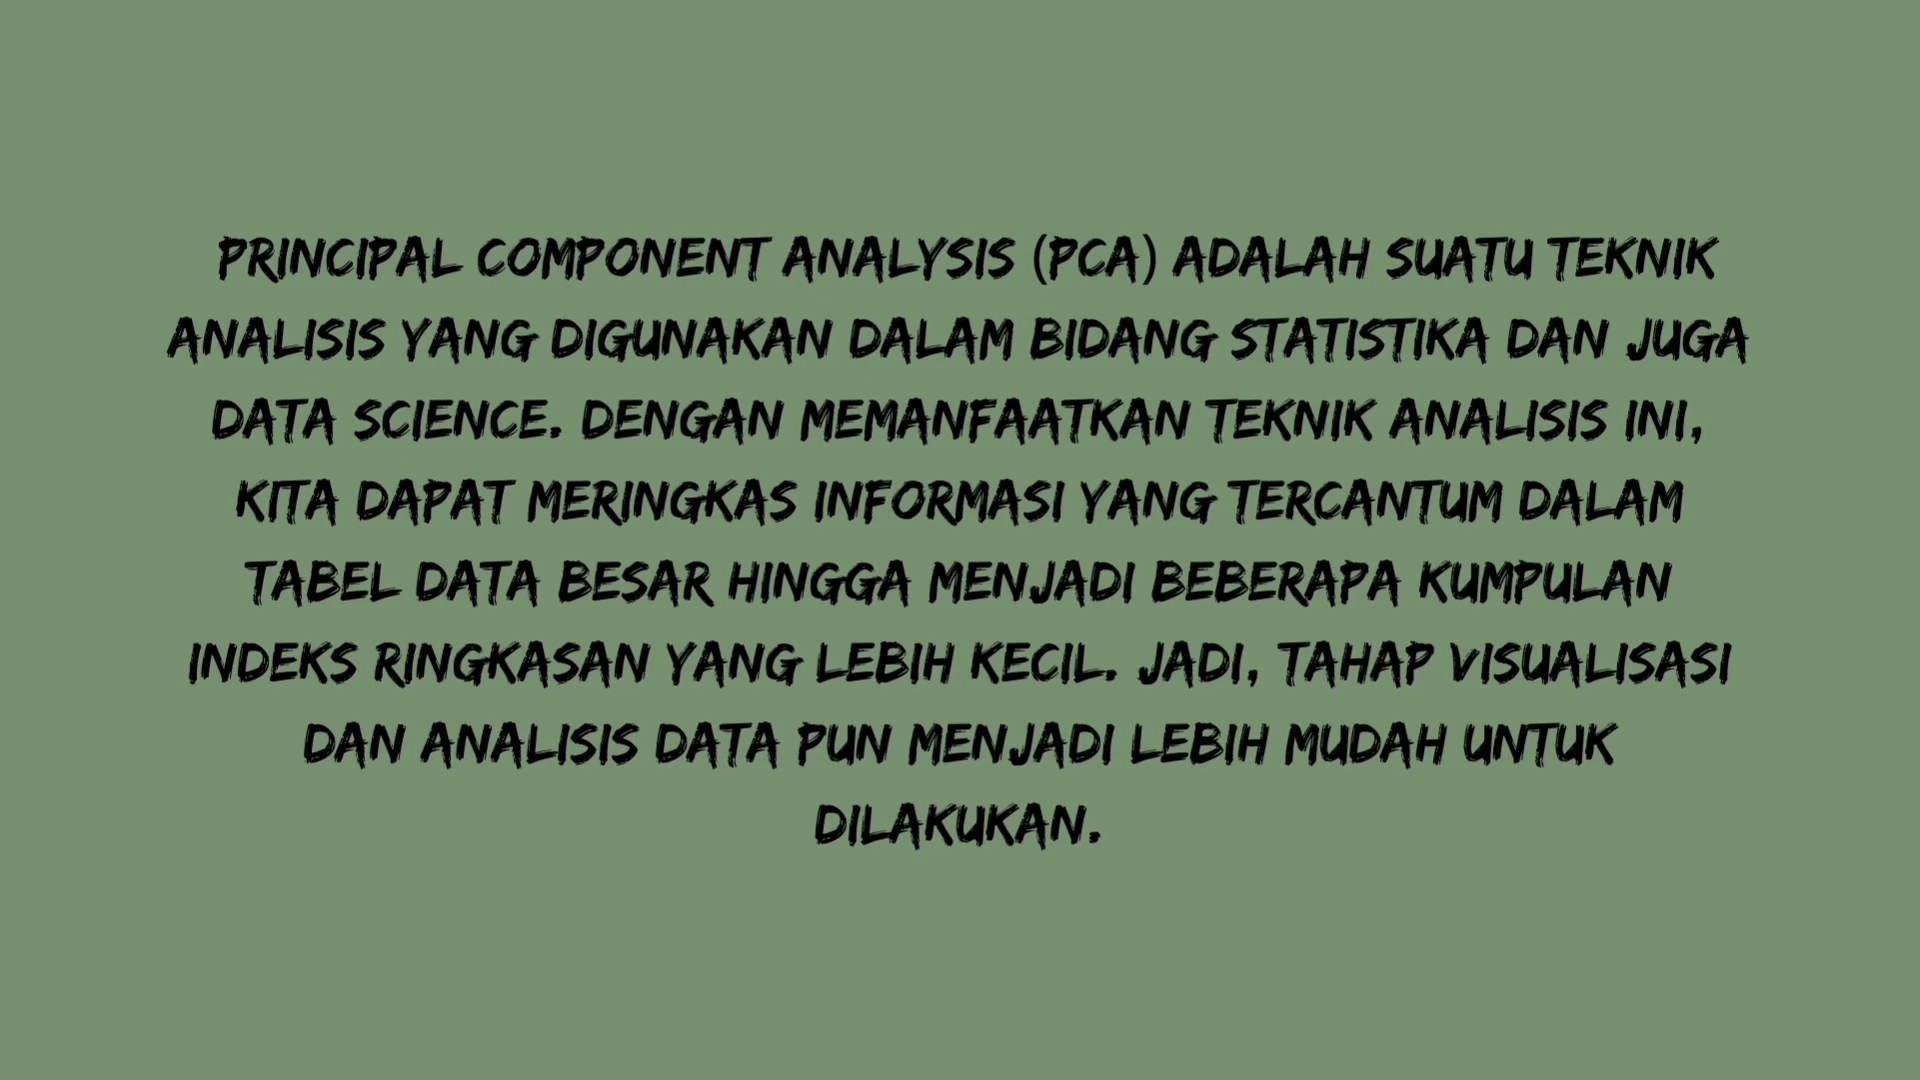 PRINCIPAL COMPONENT ANALYSIS (PCA) ADALAH SUATU TEKNIK
ANALISIS YANG DIGUNAKAN DALAM BIDANG STATISTIKA DAN JUGA
DATA SCIENCE. DENGAN MEMANFAATKAN TEKNIK ANALISIS INI,
KITA DAPAT MERINGKAS INFORMASI YANG TERCANTUM DALAM
TABEL DATA BESAR HINGGA MENJADI BEBERAPA KUMPULAN
INDEKS RINGKASAN YANG LEBIH KECIL. JADI, TAHAP VISUALISASI
DAN ANALISIS DATA PUN MENJADI LEBIH MUDAH UNTUK
DILAKUKAN.